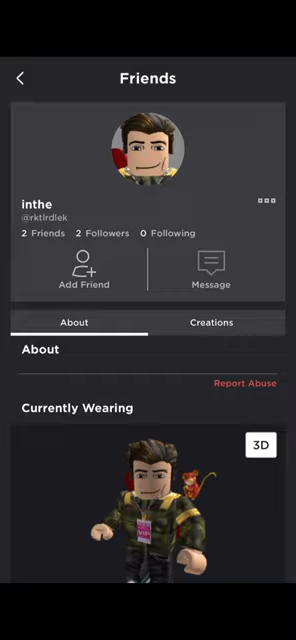 Friends
inthe
@rktlrdlek
2 Friends 2 Followers 0 Following
Add Friend Message
About Creations
About
Report Abuse
Currently Wearing
3D
VIP